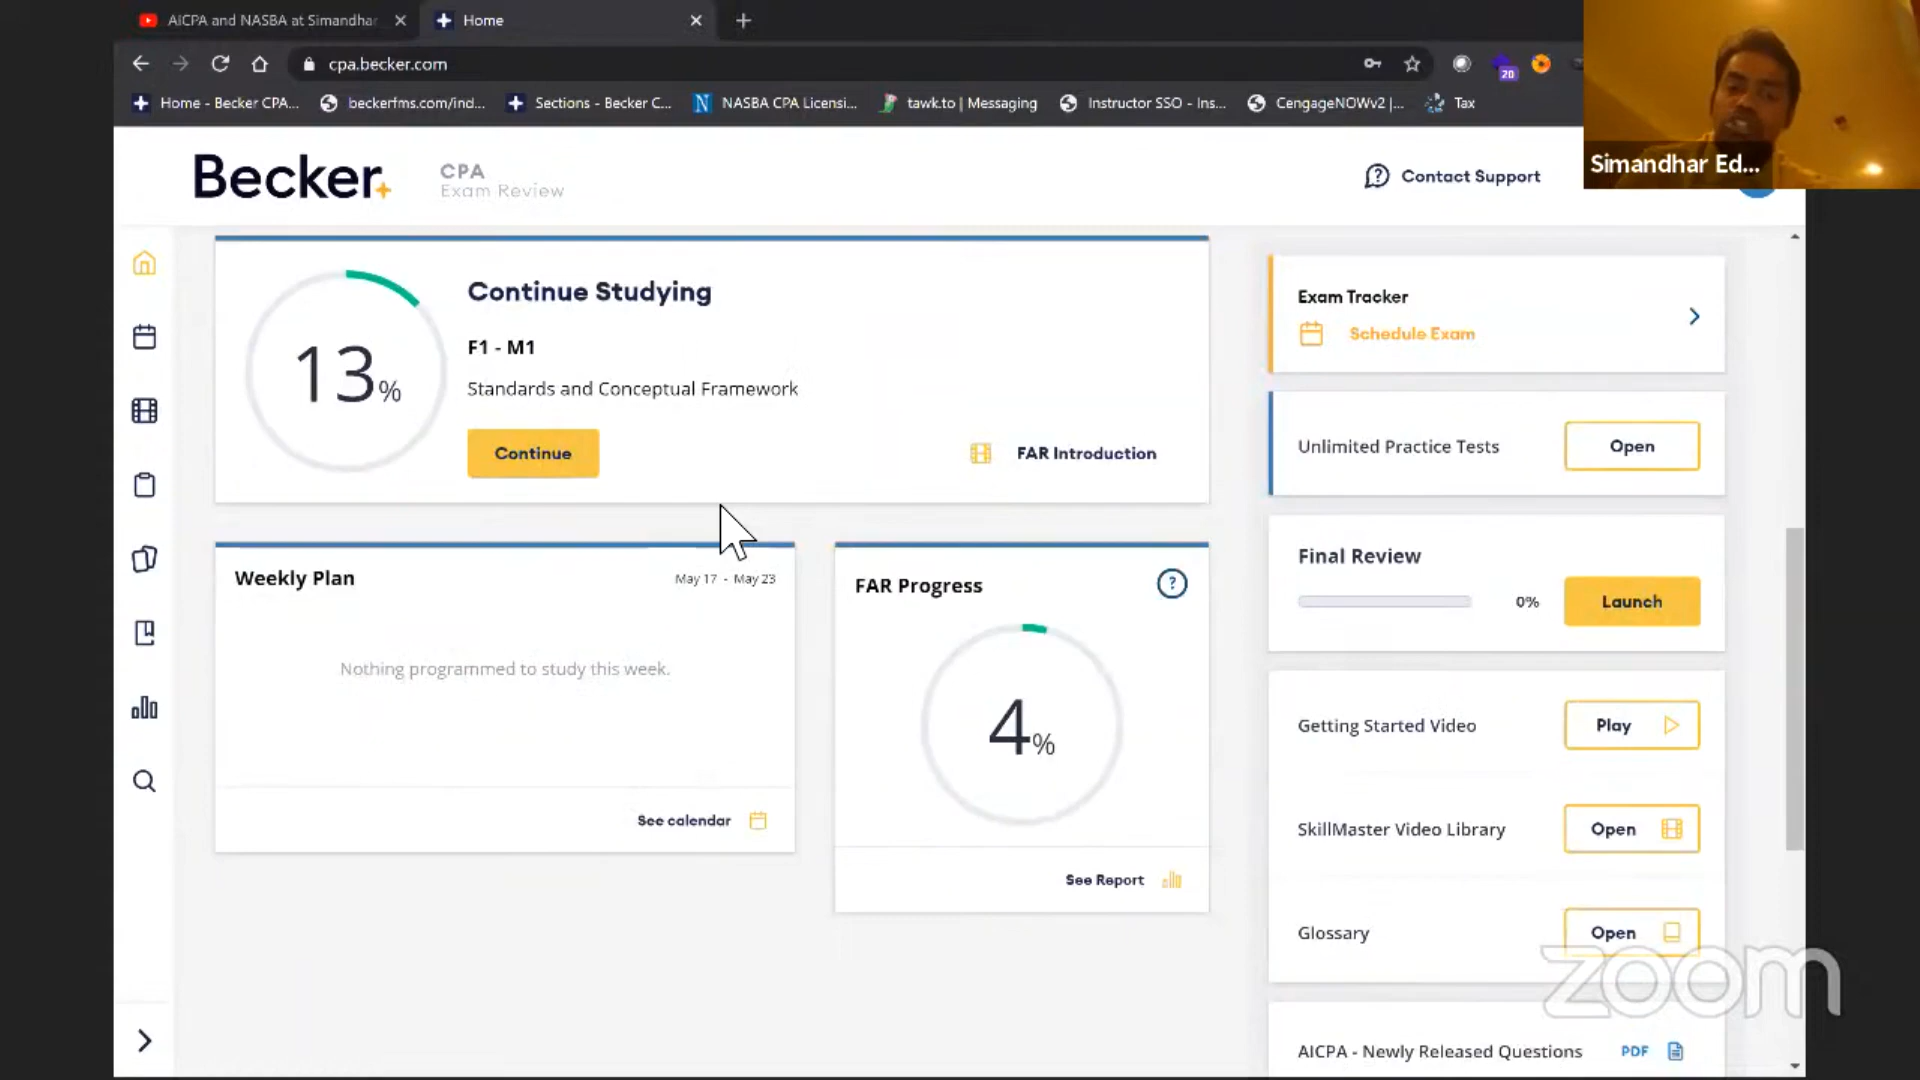 AICPA and NASBA at Simandhar
Home
cpa.becker.com
20
Home - Becker CPA...
beckerfms.com/ind...
Sections - Becker C...
NASBA CPA Licensi...
tawk.to | Messaging
Instructor SSO - Ins...
CengageNOWv2 |...
Tax
Simandhar Ed...
Becker
CPA
Exam Review
Contact Support
Continue Studying
13%
F1 - M1
Standards and Conceptual Framework
Continue
FAR Introduction
Exam Tracker
Schedule Exam
Unlimited Practice Tests
Open
Final Review
0%
Launch
Weekly Plan
May 17 - May 23
Nothing programmed to study this week.
See calendar
FAR Progress
?
4%
See Report
Getting Started Video
Play
SkillMaster Video Library
Open
Glossary
Open
AICPA - Newly Released Questions
PDF
zoom